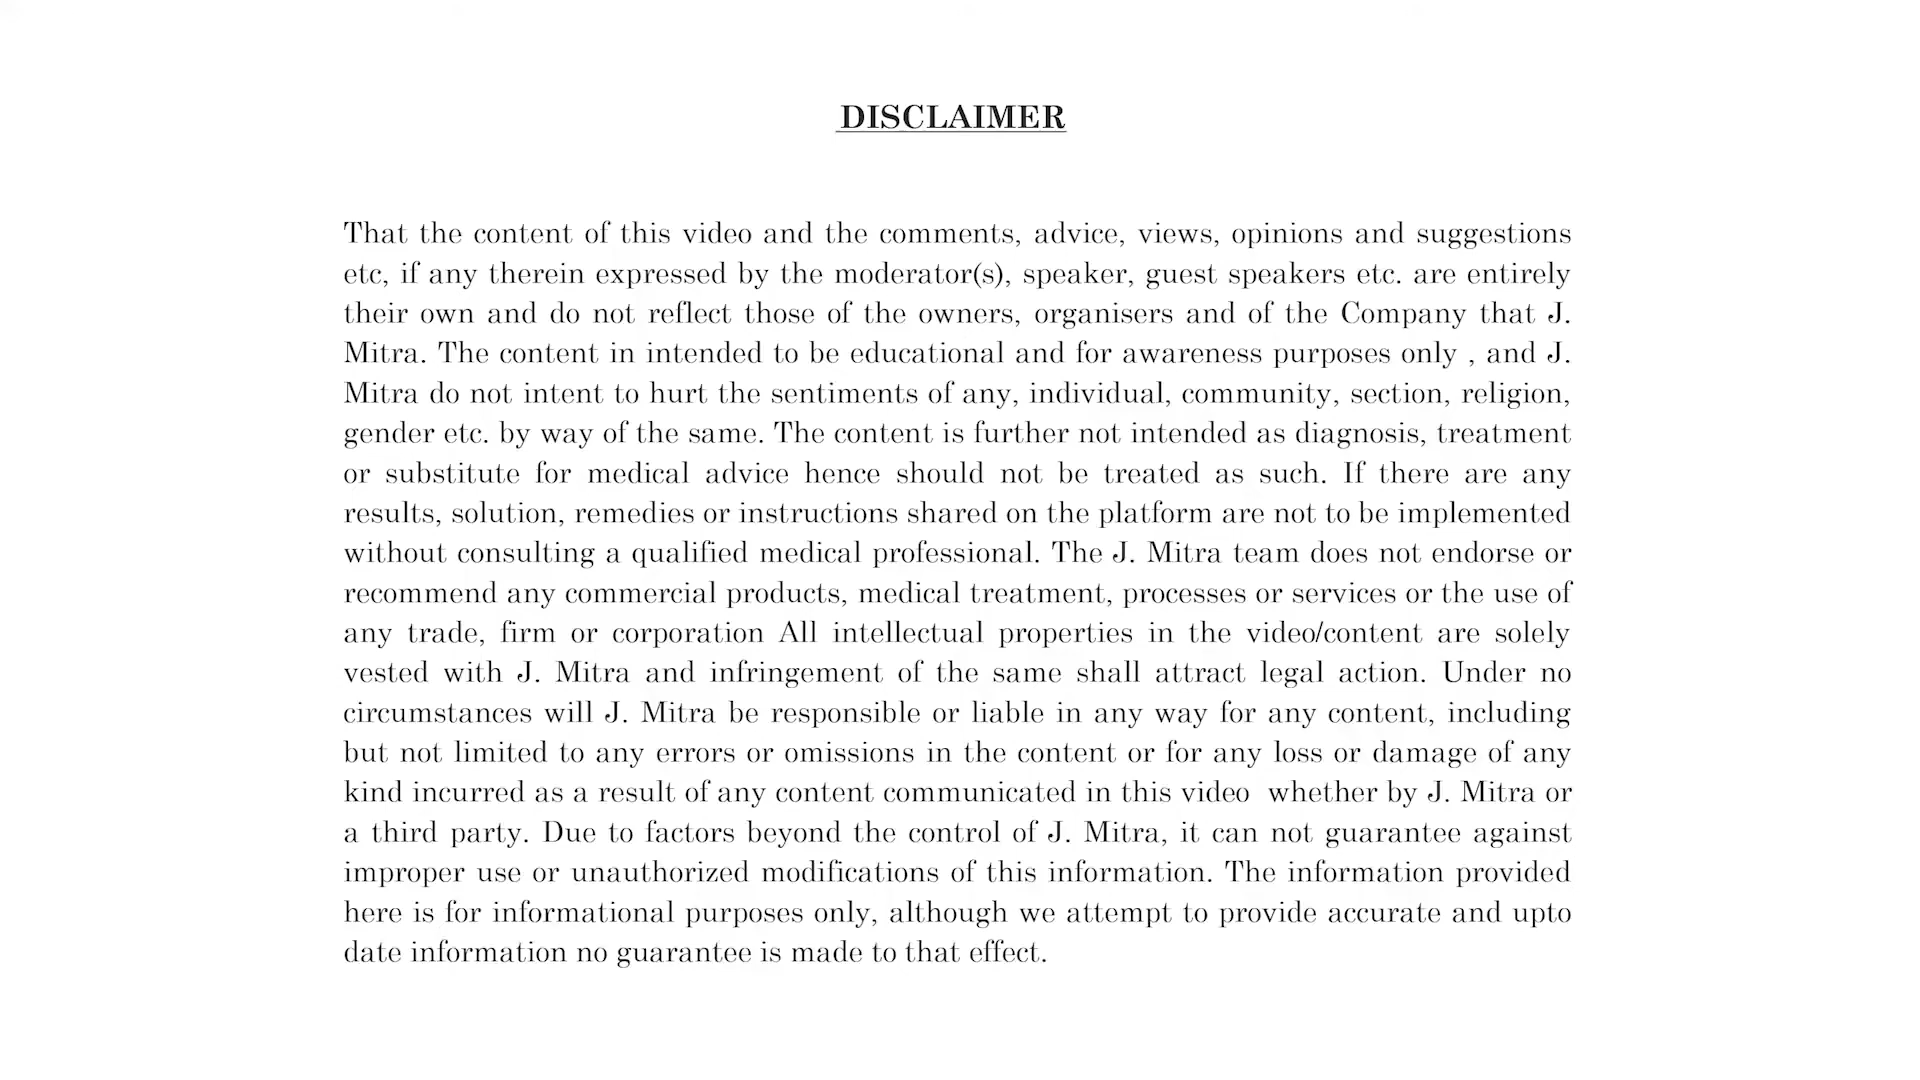 DISCLAIMER
That the content of this video and the comments, advice, views, opinions and suggestions
etc, if any therein expressed by the moderator(s), speaker, guest speakers etc. are entirely
their own and do not reflect those of the owners, organisers and of the Company that J.
Mitra. The content in intended to be educational and for awareness purposes only , and J.
Mitra do not intent to hurt the sentiments of any, individual, community, section, religion,
gender etc. by way of the same. The content is further not intended as diagnosis, treatment
or substitute for medical advice hence should not be treated as such. If there are any
results, solution, remedies or instructions shared on the platform are not to be implemented
without consulting a qualified medical professional. The J. Mitra team does not endorse or
recommend any commercial products, medical treatment, processes or services or the use of
any trade, firm or corporation All intellectual properties in the video/content are solely
vested with J. Mitra and infringement of the same shall attract legal action. Under no
circumstances will J. Mitra be responsible or liable in any way for any content, including
but not limited to any errors or omissions in the content or for any loss or damage of any
kind incurred as a result of any content communicated in this video  whether by J. Mitra or
a third party. Due to factors beyond the control of J. Mitra, it can not guarantee against
improper use or unauthorized modifications of this information. The information provided
here is for informational purposes only, although we attempt to provide accurate and upto
date information no guarantee is made to that effect.